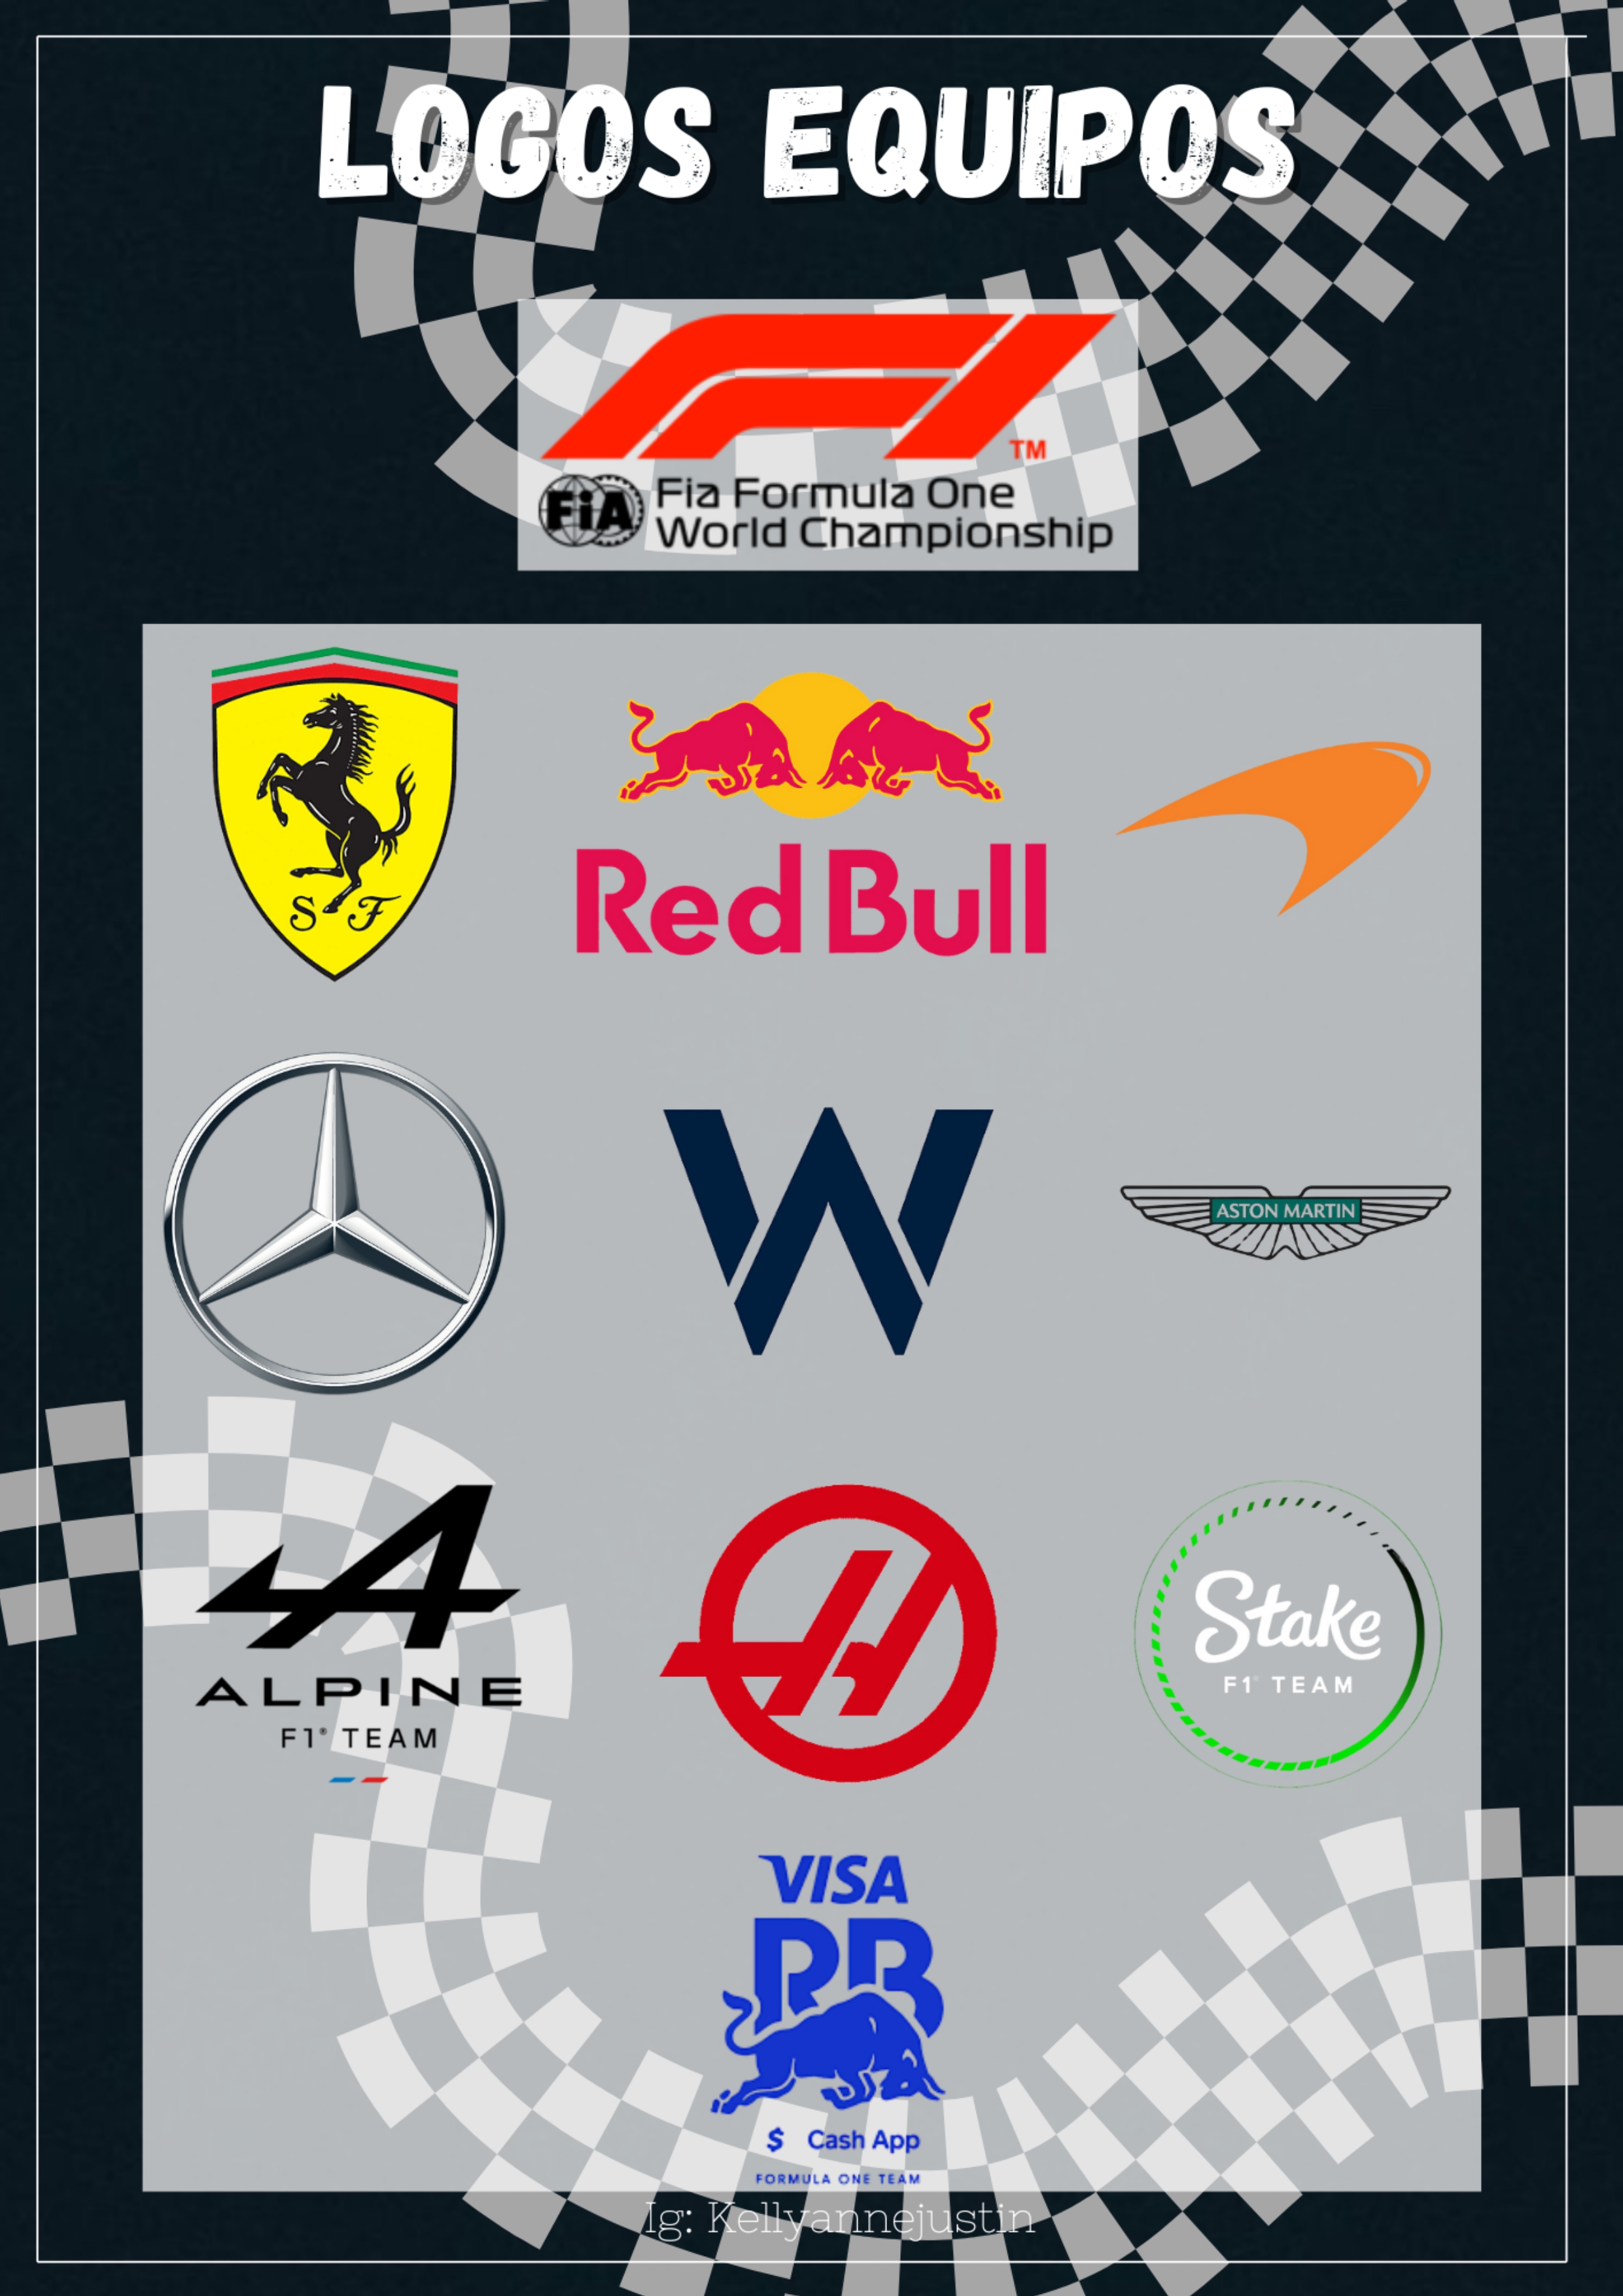 LOGOS EQUIPOS
F1 TM
FiA Fia Formula One
World Championship
S F
Red Bull
W
ASTON MARTIN
A
ALPINE
F1® TEAM
H
Stake
F1 TEAM
VISA
RB
$ Cash App
FORMULA ONE TEAM
Ig: Kellyannejustin